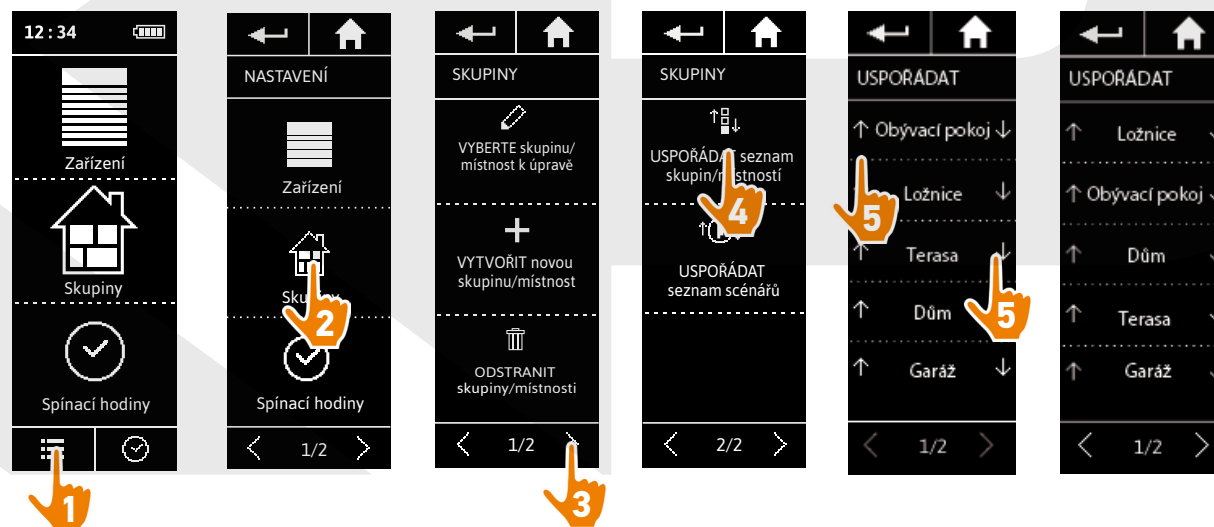 12:34
Zařízení
Skupiny
Spínací hodiny
1
NASTAVENÍ
Zařízení
Skupiny
2
Spínací hodiny
1/2
SKUPINY
VYBERTE skupinu/
místnost k úpravě
VYTVOŘIT novou
skupinu/místnost
ODSTRANIT
skupiny/místnosti
1/2
3
SKUPINY
USPOŘÁDAT seznam
skupin/místností
4
USPOŘÁDAT
seznam scénářů
2/2
USPOŘÁDAT
Obývací pokoj
Ložnice
5
Terasa
Dům
5
Garáž
1/2
USPOŘÁDAT
Ložnice
Obývací pokoj
Dům
Terasa
Garáž
1/2